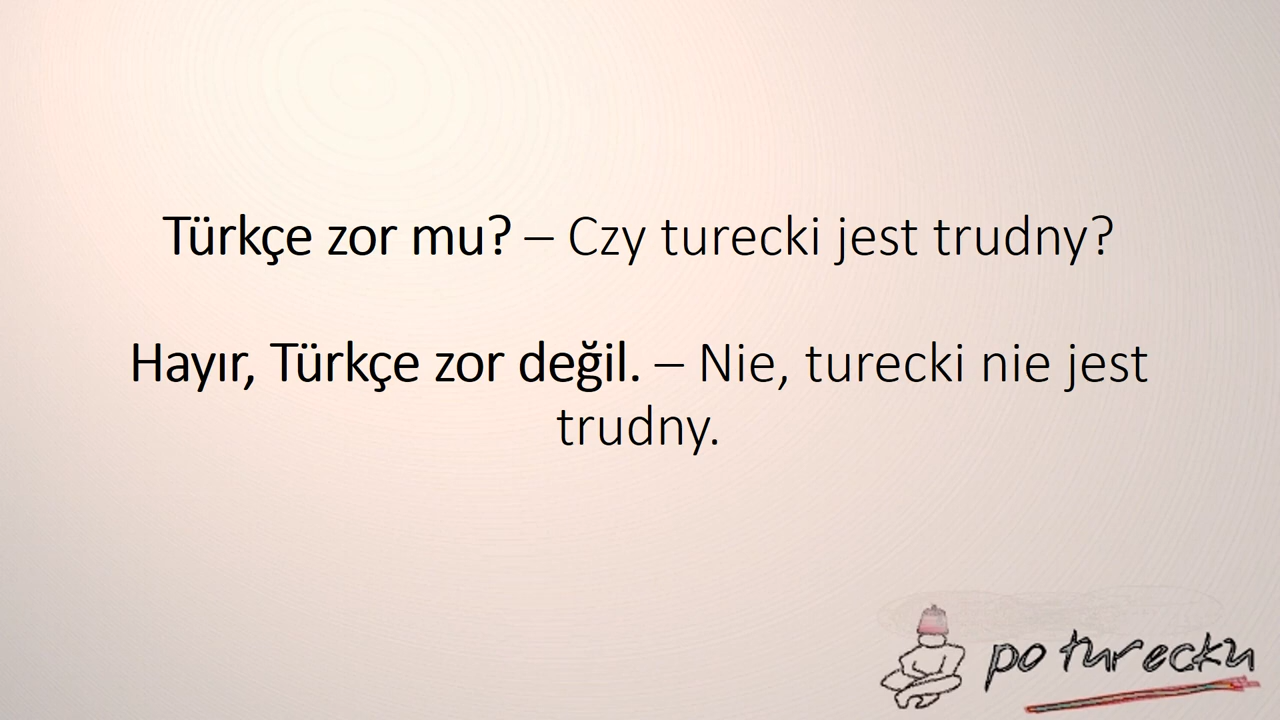 Türkçe zor mu? – Czy turecki jest trudny?
Hayır, Türkçe zor değil. – Nie, turecki nie jest
trudny.
po turecku